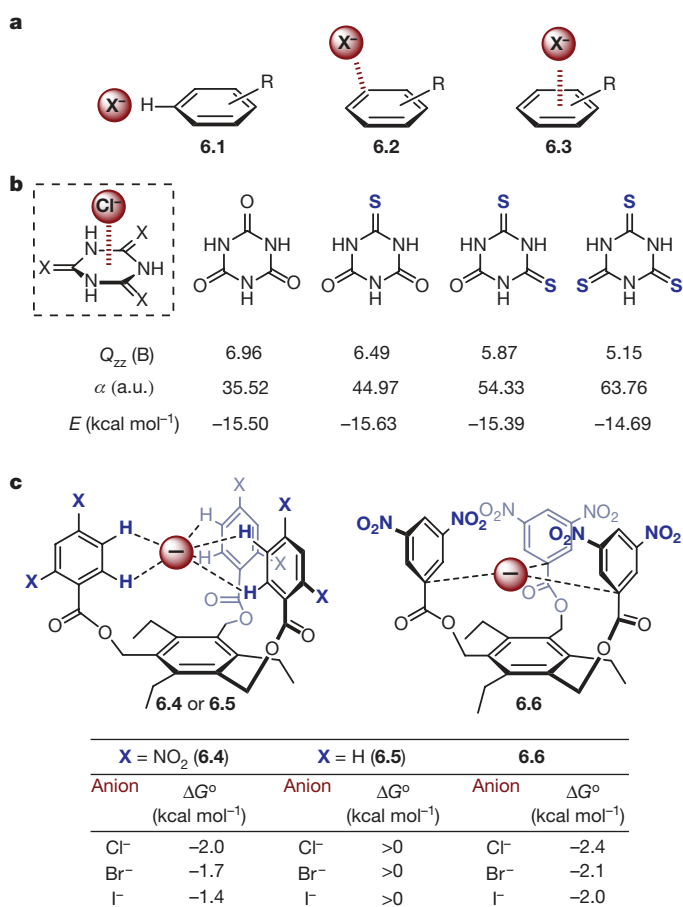 a
X⁻ H R
6.1
X⁻ R
6.2
X⁻ R
6.3
b
Cl⁻
H X
X N NH
N
H X
O
HN NH
O N O
H
S
HN NH
O N O
H
S
HN NH
O N S
H
S
HN NH
S N S
H
Qzz (B) 6.96 6.49 5.87 5.15
α (a.u.) 35.52 44.97 54.33 63.76
E (kcal mol⁻¹) −15.50 −15.63 −15.39 −14.69
c
X H H X X H
X H − H H X X
O O O O O O
6.4 or 6.5
O₂N NO₂ O₂N NO₂ O₂N NO₂
−
O O O O O O
6.6
X = NO₂ (6.4) X = H (6.5) 6.6
Anion ΔG° Anion ΔG° Anion ΔG°
(kcal mol⁻¹) (kcal mol⁻¹) (kcal mol⁻¹)
Cl⁻ −2.0 Cl⁻ >0 Cl⁻ −2.4
Br⁻ −1.7 Br⁻ >0 Br⁻ −2.1
I⁻ −1.4 I⁻ >0 I⁻ −2.0